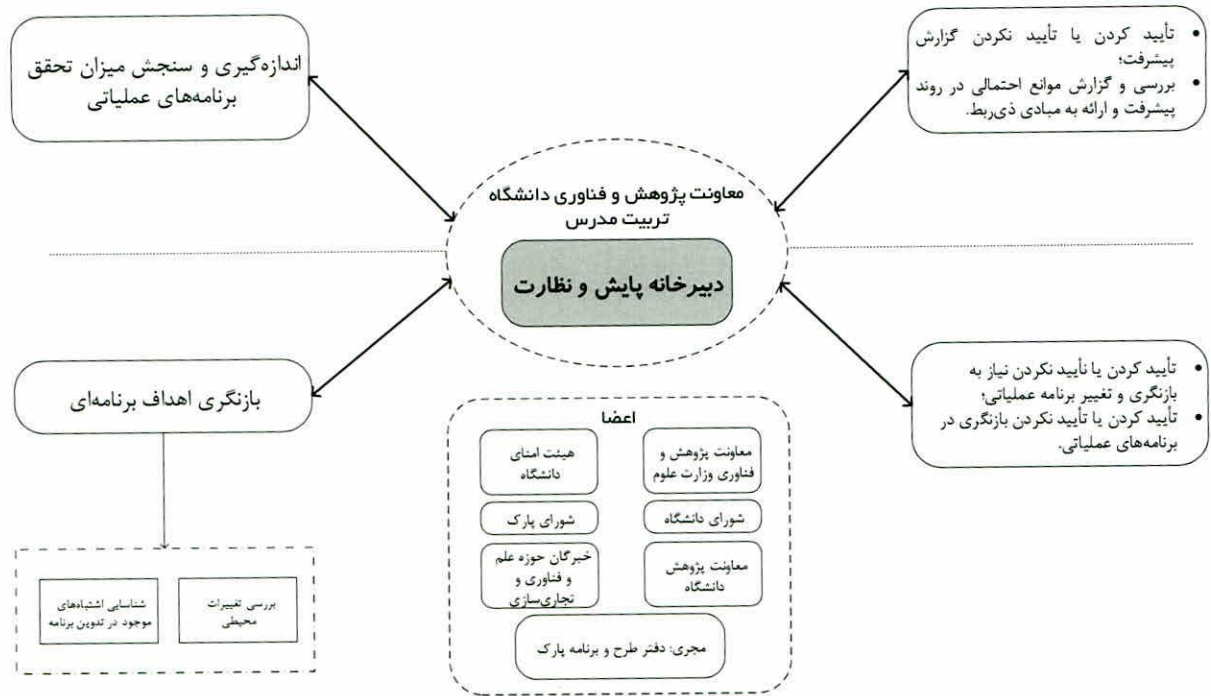 تأیید کردن یا تأیید نکردن گزارش
پیشرفت؛
بررسی و گزارش موانع احتمالی در روند
پیشرفت و ارائه به مبادی ذی‌ربط.
اندازه‌گیری و سنجش میزان تحقق
برنامه‌های عملیاتی
معاونت پژوهش و فناوری دانشگاه
تربیت مدرس
دبیرخانه پایش و نظارت
تأیید کردن یا تأیید نکردن نیاز به
بازنگری و تغییر برنامه عملیاتی؛
تأیید کردن یا تأیید نکردن بازنگری در
برنامه‌های عملیاتی.
بازنگری اهداف برنامه‌ای
اعضا
معاونت پژوهش و
فناوری وزارت علوم
هیئت امنای
دانشگاه
شورای دانشگاه
شورای پارک
معاونت پژوهش
دانشگاه
خبرگان حوزه علم
و فناوری و
تجاری‌سازی
مجری: دفتر طرح و برنامه پارک
بررسی تغییرات
محیطی
شناسایی اشتباه‌های
موجود در تدوین برنامه